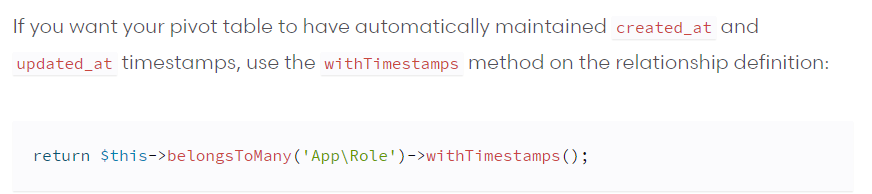 If you want your pivot table to have automatically maintained created_at and
updated_at timestamps, use the withTimestamps method on the relationship definition:
return $this->belongsToMany('App\Role')->withTimestamps();